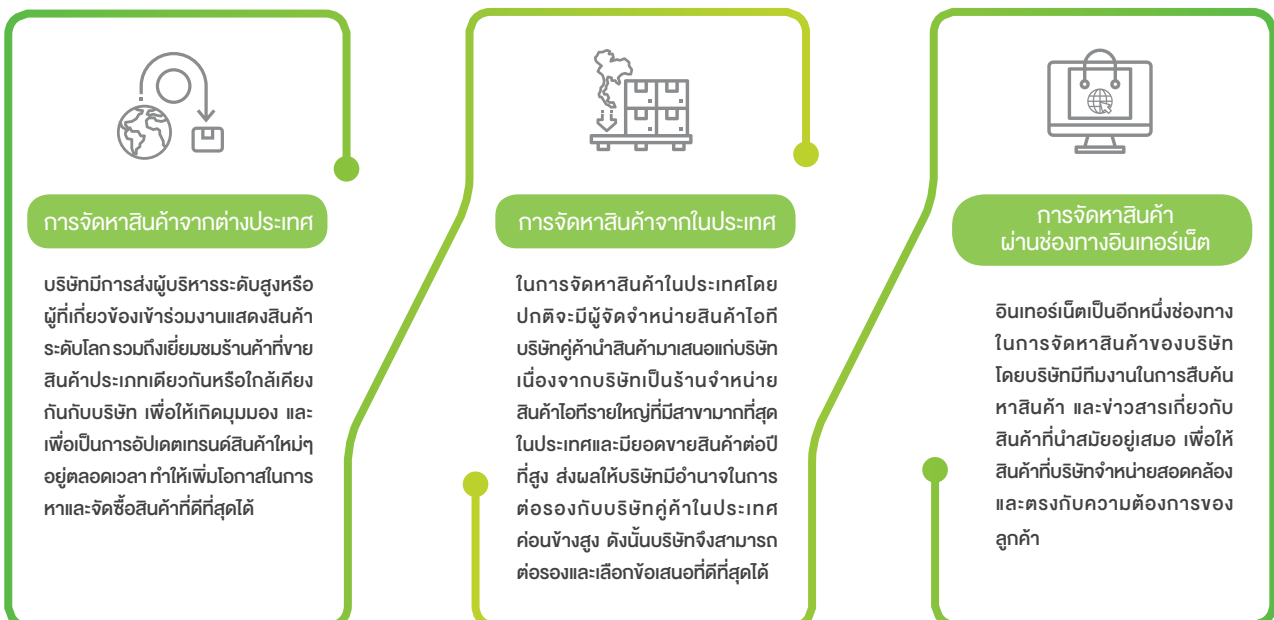 การจัดหาสินค้าจากต่างประเทศ
บริษัทมีการส่งผู้บริหารระดับสูงหรือ
ผู้ที่เกี่ยวข้องเข้าร่วมงานแสดงสินค้า
ระดับโลก รวมถึงเยี่ยมชมร้านค้าที่ขาย
สินค้าประเภทเดียวกันหรือใกล้เคียง
กันกับบริษัท เพื่อให้เกิดมุมมอง และ
เพื่อเป็นการอัปเดตเทรนด์สินค้าใหม่ๆ
อยู่ตลอดเวลา ทำให้เพิ่มโอกาสในการ
หาและจัดซื้อสินค้าที่ดีที่สุดได้
การจัดหาสินค้าจากในประเทศ
ในการจัดหาสินค้าในประเทศโดย
ปกติจะมีผู้จัดจำหน่ายสินค้าไอที
บริษัทคู่ค้านำสินค้ามาเสนอแก่บริษัท
เนื่องจากบริษัทเป็นร้านจำหน่าย
สินค้าไอทีรายใหญ่ที่มีสาขามากที่สุด
ในประเทศและมียอดขายสินค้าต่อปี
ที่สูง ส่งผลให้บริษัทมีอำนาจในการ
ต่อรองกับบริษัทคู่ค้าในประเทศ
ค่อนข้างสูง ดังนั้นบริษัทจึงสามารถ
ต่อรองและเลือกข้อเสนอที่ดีที่สุดได้
การจัดหาสินค้า
ผ่านช่องทางอินเทอร์เน็ต
อินเทอร์เน็ตเป็นอีกหนึ่งช่องทาง
ในการจัดหาสินค้าของบริษัท
โดยบริษัทมีทีมงานในการสืบค้น
หาสินค้า และข่าวสารเกี่ยวกับ
สินค้าที่นำสมัยอยู่เสมอ เพื่อให้
สินค้าที่บริษัทจำหน่ายสอดคล้อง
และตรงกับความต้องการของ
ลูกค้า